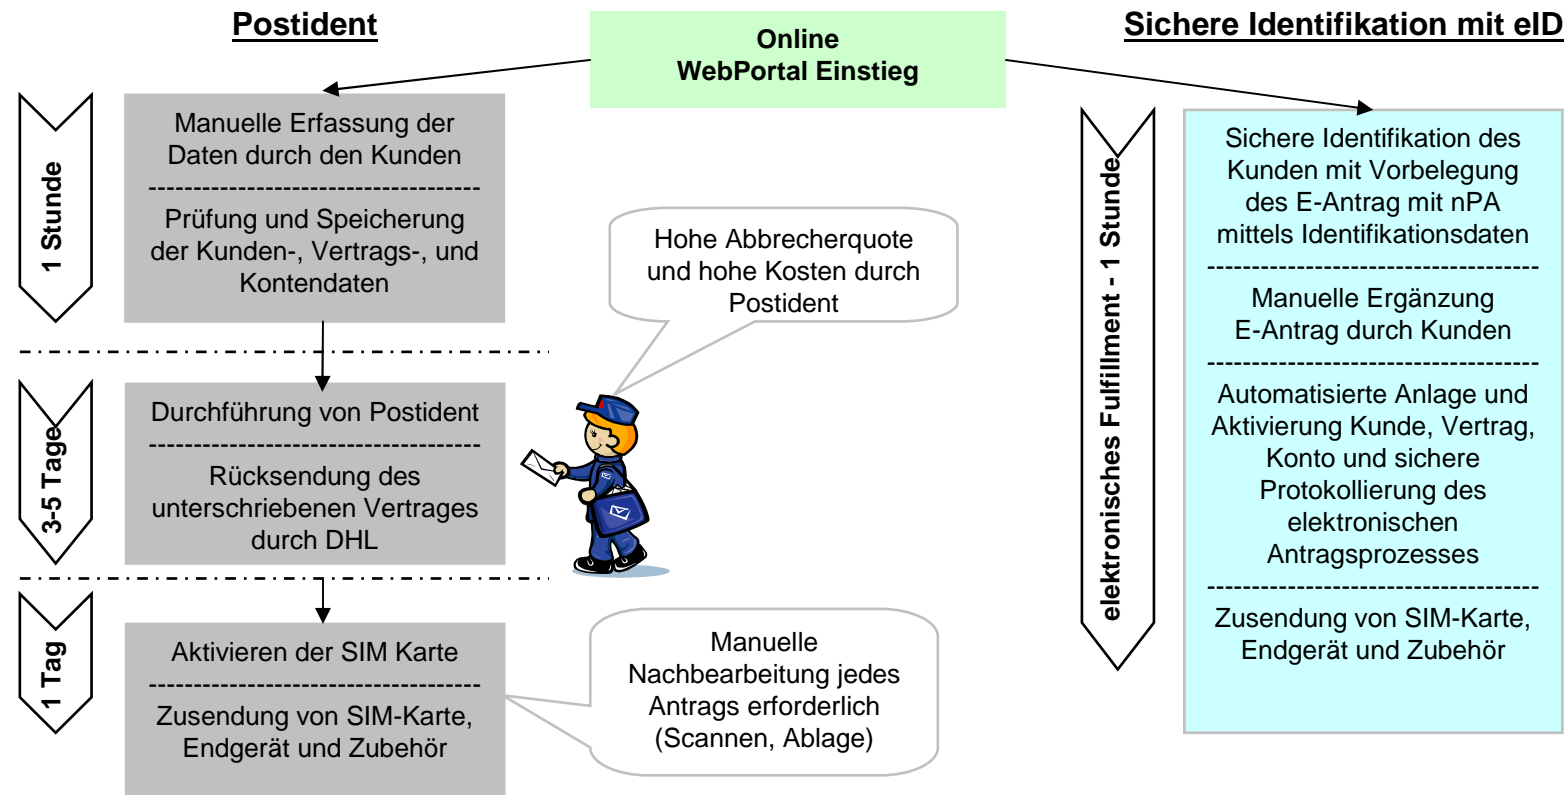 Postident
Online
WebPortal Einstieg
Sichere Identifikation mit eID
1 Stunde
Manuelle Erfassung der
Daten durch den Kunden
-------------------------------------
Prüfung und Speicherung
der Kunden-, Vertrags-, und
Kontendaten
3-5 Tage
Durchführung von Postident
-------------------------------------
Rücksendung des
unterschriebenen Vertrages
durch DHL
1 Tag
Aktivieren der SIM Karte
-------------------------------------
Zusendung von SIM-Karte,
Endgerät und Zubehör
Hohe Abbrecherquote
und hohe Kosten durch
Postident
Manuelle
Nachbearbeitung jedes
Antrags erforderlich
(Scannen, Ablage)
elektronisches Fulfillment - 1 Stunde
Sichere Identifikation des
Kunden mit Vorbelegung
des E-Antrag mit nPA
mittels Identifikationsdaten
-------------------------------------
Manuelle Ergänzung
E-Antrag durch Kunden
-------------------------------------
Automatisierte Anlage und
Aktivierung Kunde, Vertrag,
Konto und sichere
Protokollierung des
elektronischen
Antragsprozesses
-------------------------------------
Zusendung von SIM-Karte,
Endgerät und Zubehör